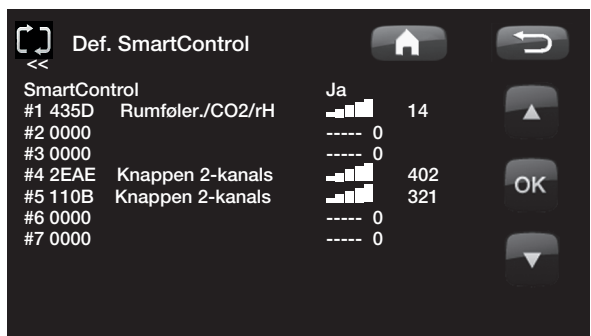 Def. SmartControl
<<
SmartControl Ja
#1 435D Rumføler./CO2/rH 14
#2 0000 ----- 0
#3 0000 ----- 0
#4 2EAE Knappen 2-kanals 402
#5 110B Knappen 2-kanals 321
#6 0000 ----- 0
#7 0000 ----- 0
OK